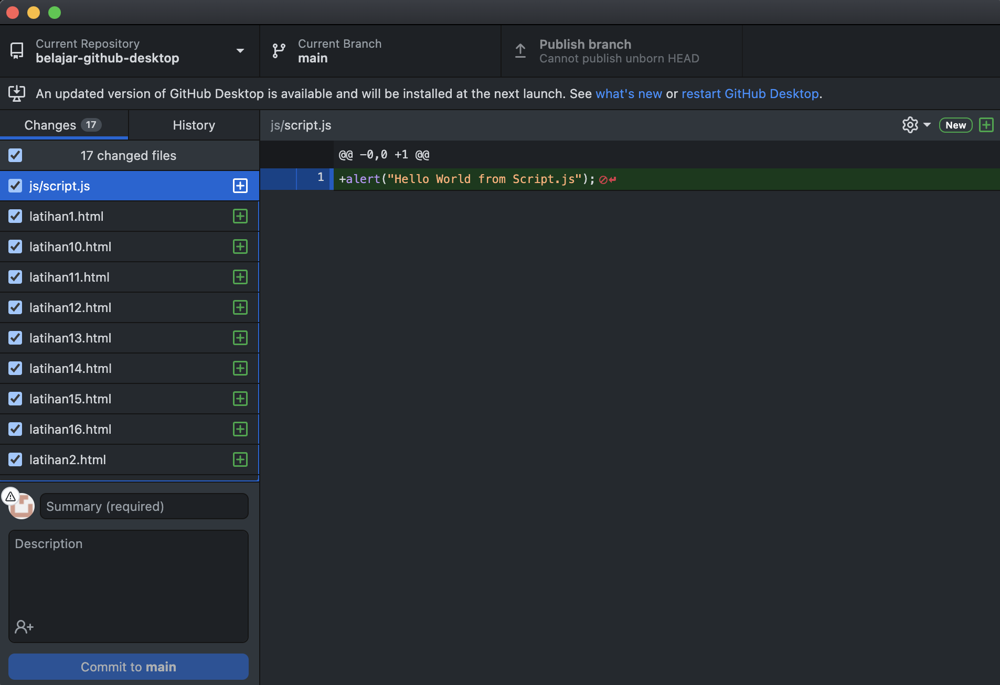 Current Repository
belajar-github-desktop
Current Branch
main
Publish branch
Cannot publish unborn HEAD
An updated version of GitHub Desktop is available and will be installed at the next launch. See what's new or restart GitHub Desktop.
Changes 17
History
js/script.js
New
17 changed files
@@ -0,0 +1 @@
js/script.js
1 +alert("Hello World from Script.js");
latihan1.html
latihan10.html
latihan11.html
latihan12.html
latihan13.html
latihan14.html
latihan15.html
latihan16.html
latihan2.html
Summary (required)
Description
Commit to main